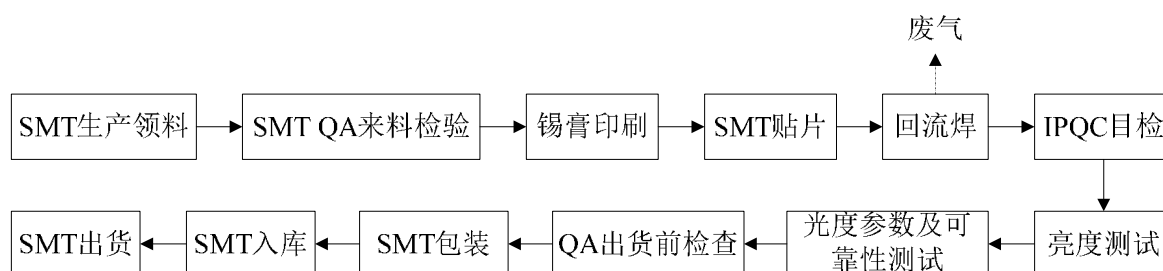 废气
SMT生产领料
SMT QA来料检验
锡膏印刷
SMT贴片
回流焊
IPQC目检
亮度测试
光度参数及可
靠性测试
QA出货前检查
SMT包装
SMT入库
SMT出货